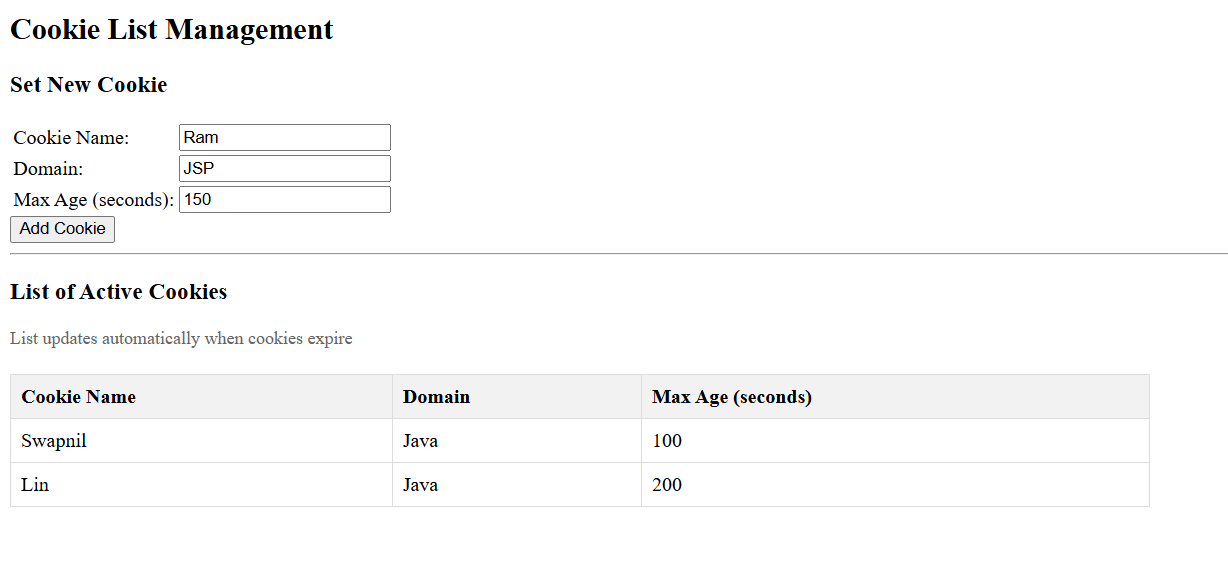 Cookie List Management
Set New Cookie
Cookie Name: Ram
Domain: JSP
Max Age (seconds): 150
Add Cookie
List of Active Cookies
List updates automatically when cookies expire
Cookie Name Domain Max Age (seconds)
Swapnil Java 100
Lin Java 200